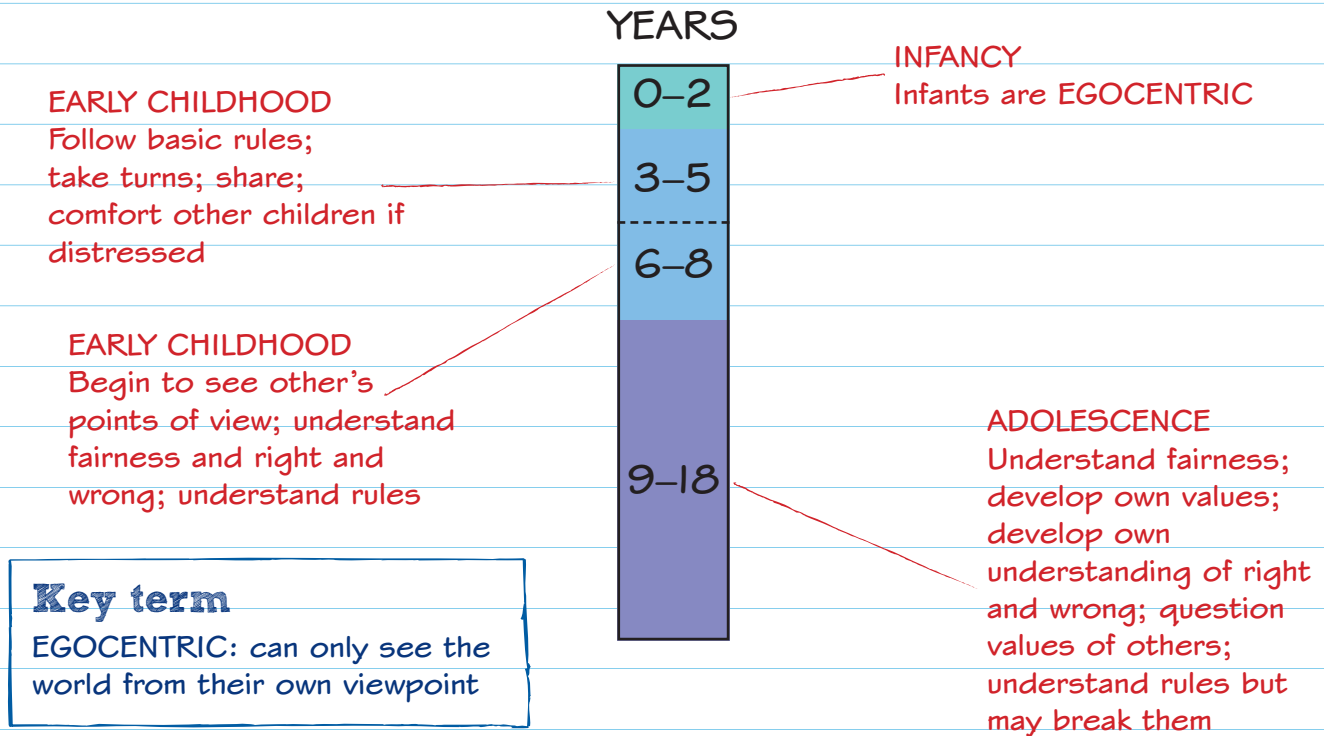 YEARS
0–2
3–5
6–8
9–18
INFANCY
Infants are EGOCENTRIC
EARLY CHILDHOOD
Follow basic rules;
take turns; share;
comfort other children if
distressed
EARLY CHILDHOOD
Begin to see other's
points of view; understand
fairness and right and
wrong; understand rules
ADOLESCENCE
Understand fairness;
develop own values;
develop own
understanding of right
and wrong; question
values of others;
understand rules but
may break them
Key term
EGOCENTRIC: can only see the
world from their own viewpoint